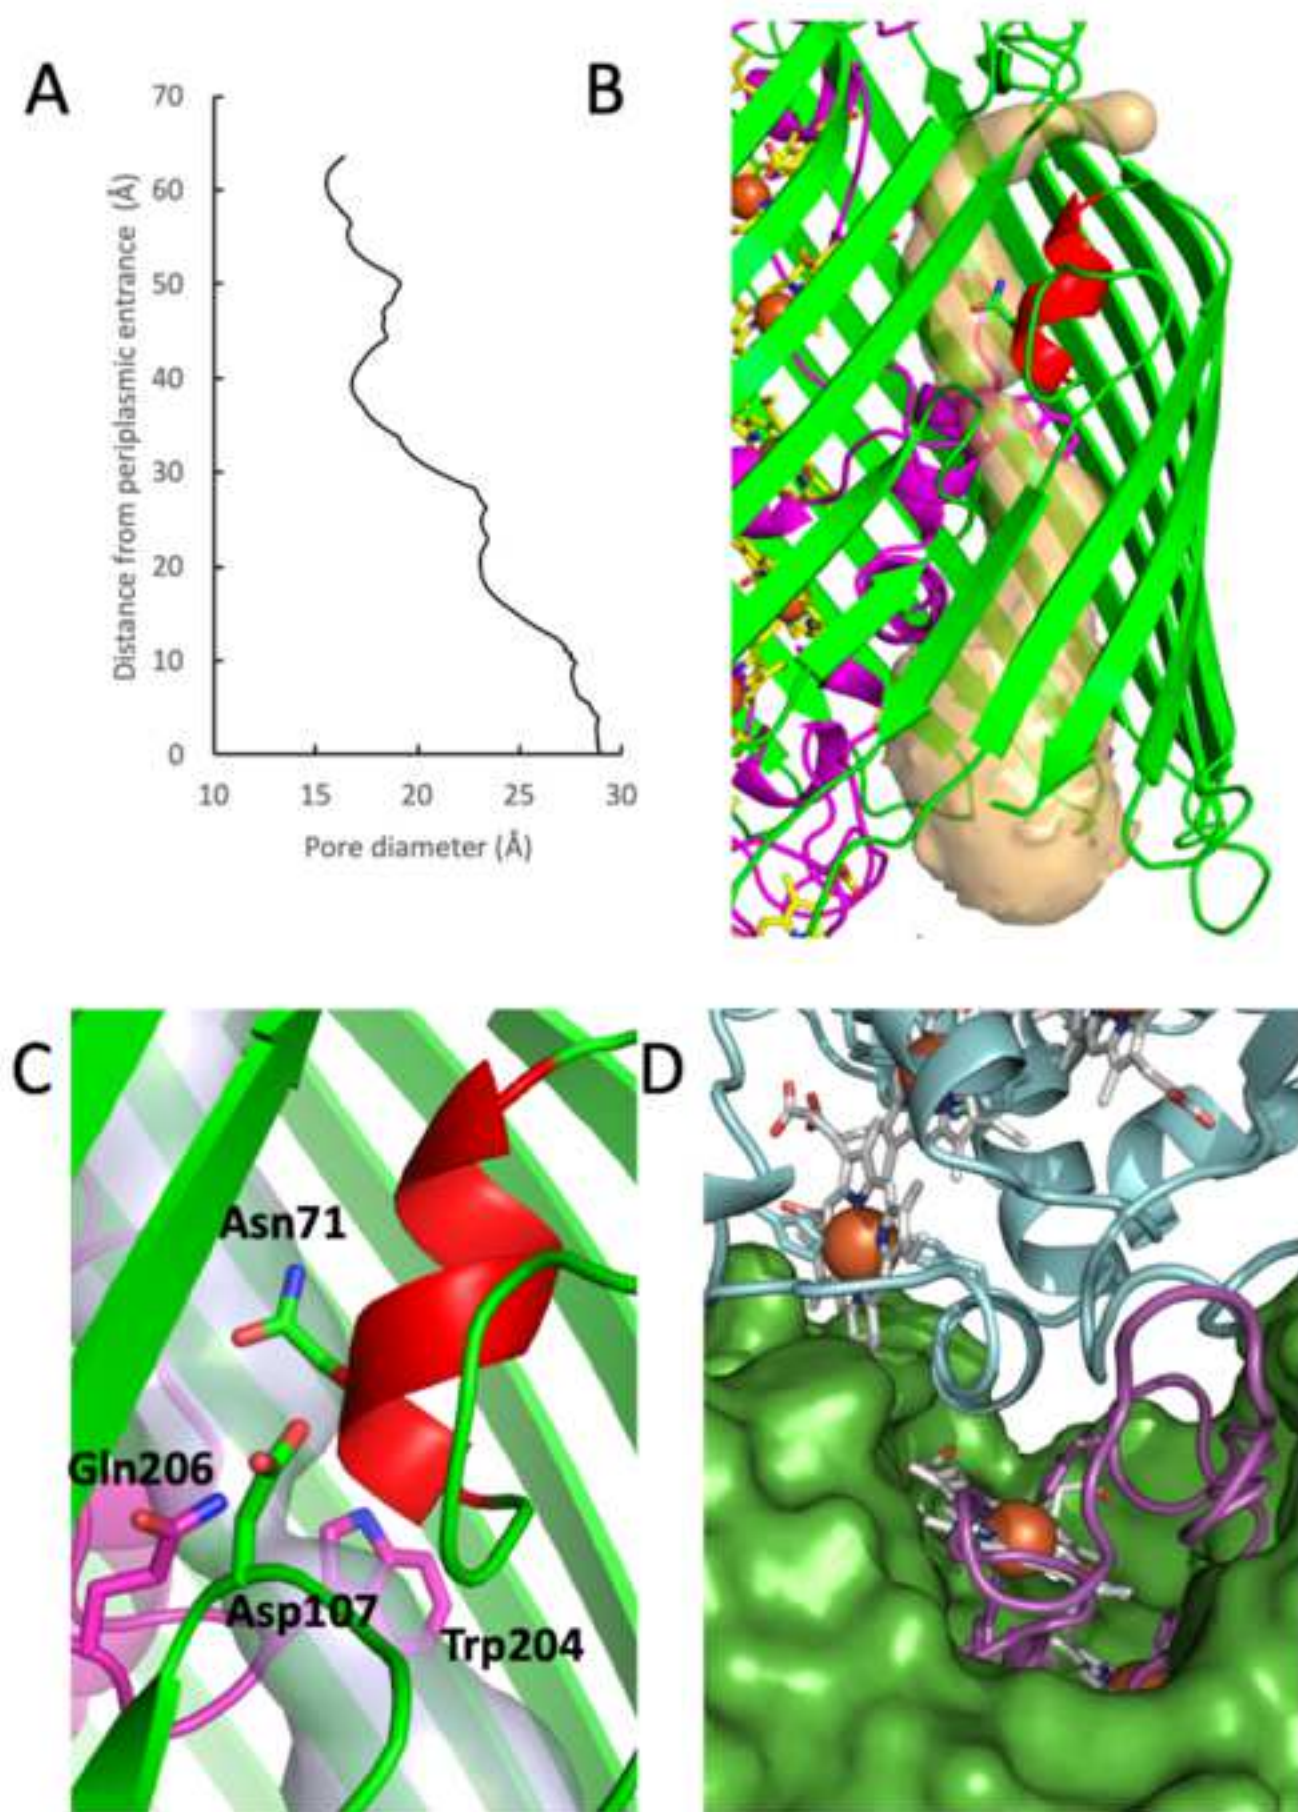 A
B
70
60
50
40
30
20
10
0
Distance from periplasmic entrance (Å)
10 15 20 25 30
Pore diameter (Å)
C
D
Asn71
Gln206
Asp107
Trp204